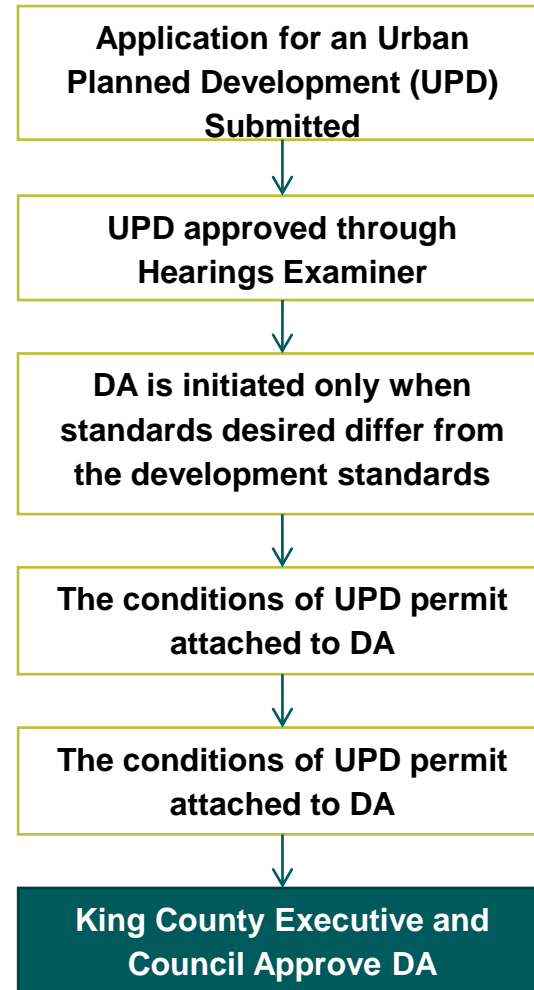 Application for an Urban
Planned Development (UPD)
Submitted
UPD approved through
Hearings Examiner
DA is initiated only when
standards desired differ from
the development standards
The conditions of UPD permit
attached to DA
The conditions of UPD permit
attached to DA
King County Executive and
Council Approve DA